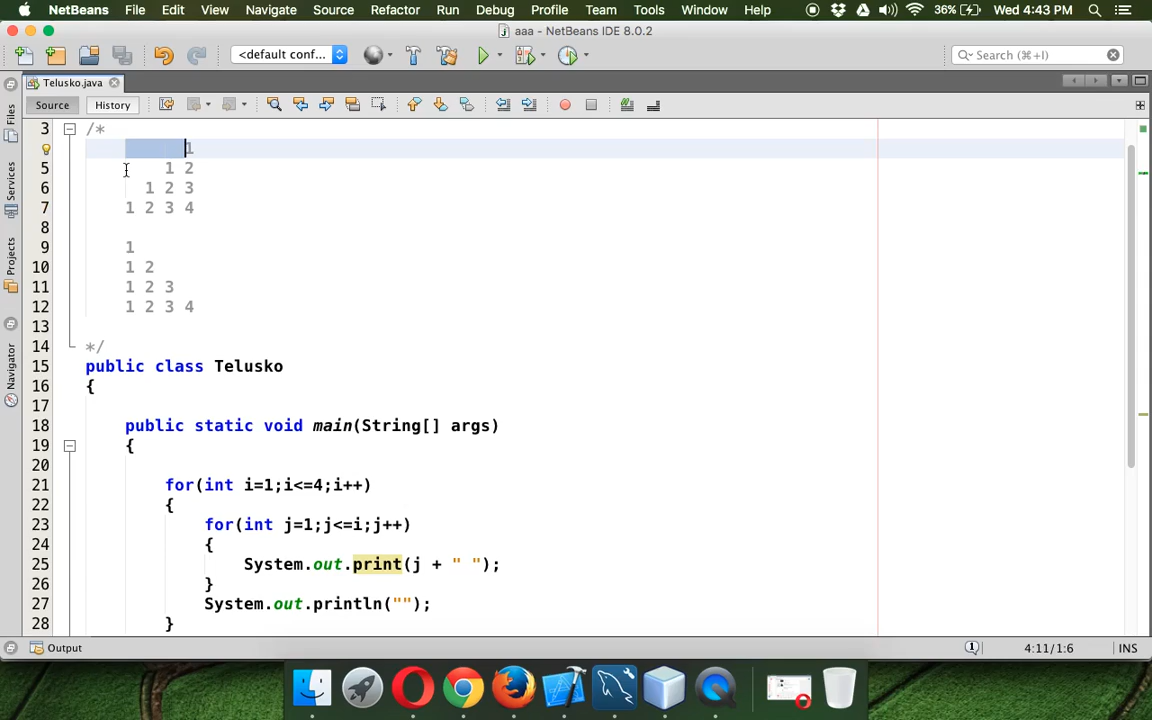 NetBeans File Edit View Navigate Source Refactor Run Debug Profile Team Tools Window Help 36% Wed 4:43 PM
aaa - NetBeans IDE 8.0.2
<default conf... Search (⌘+I)
Telusko.java
Source History
Files
Services
Projects
Navigator
3 /*
1
5 1 2
6 1 2 3
7 1 2 3 4
8
9 1
10 1 2
11 1 2 3
12 1 2 3 4
13
14 */
15 public class Telusko
16 {
17
18 public static void main(String[] args)
19 {
20
21 for(int i=1;i<=4;i++)
22 {
23 for(int j=1;j<=i;j++)
24 {
25 System.out.print(j + " ");
26 }
27 System.out.println("");
28 }
Output 1 4:11/1:6 INS